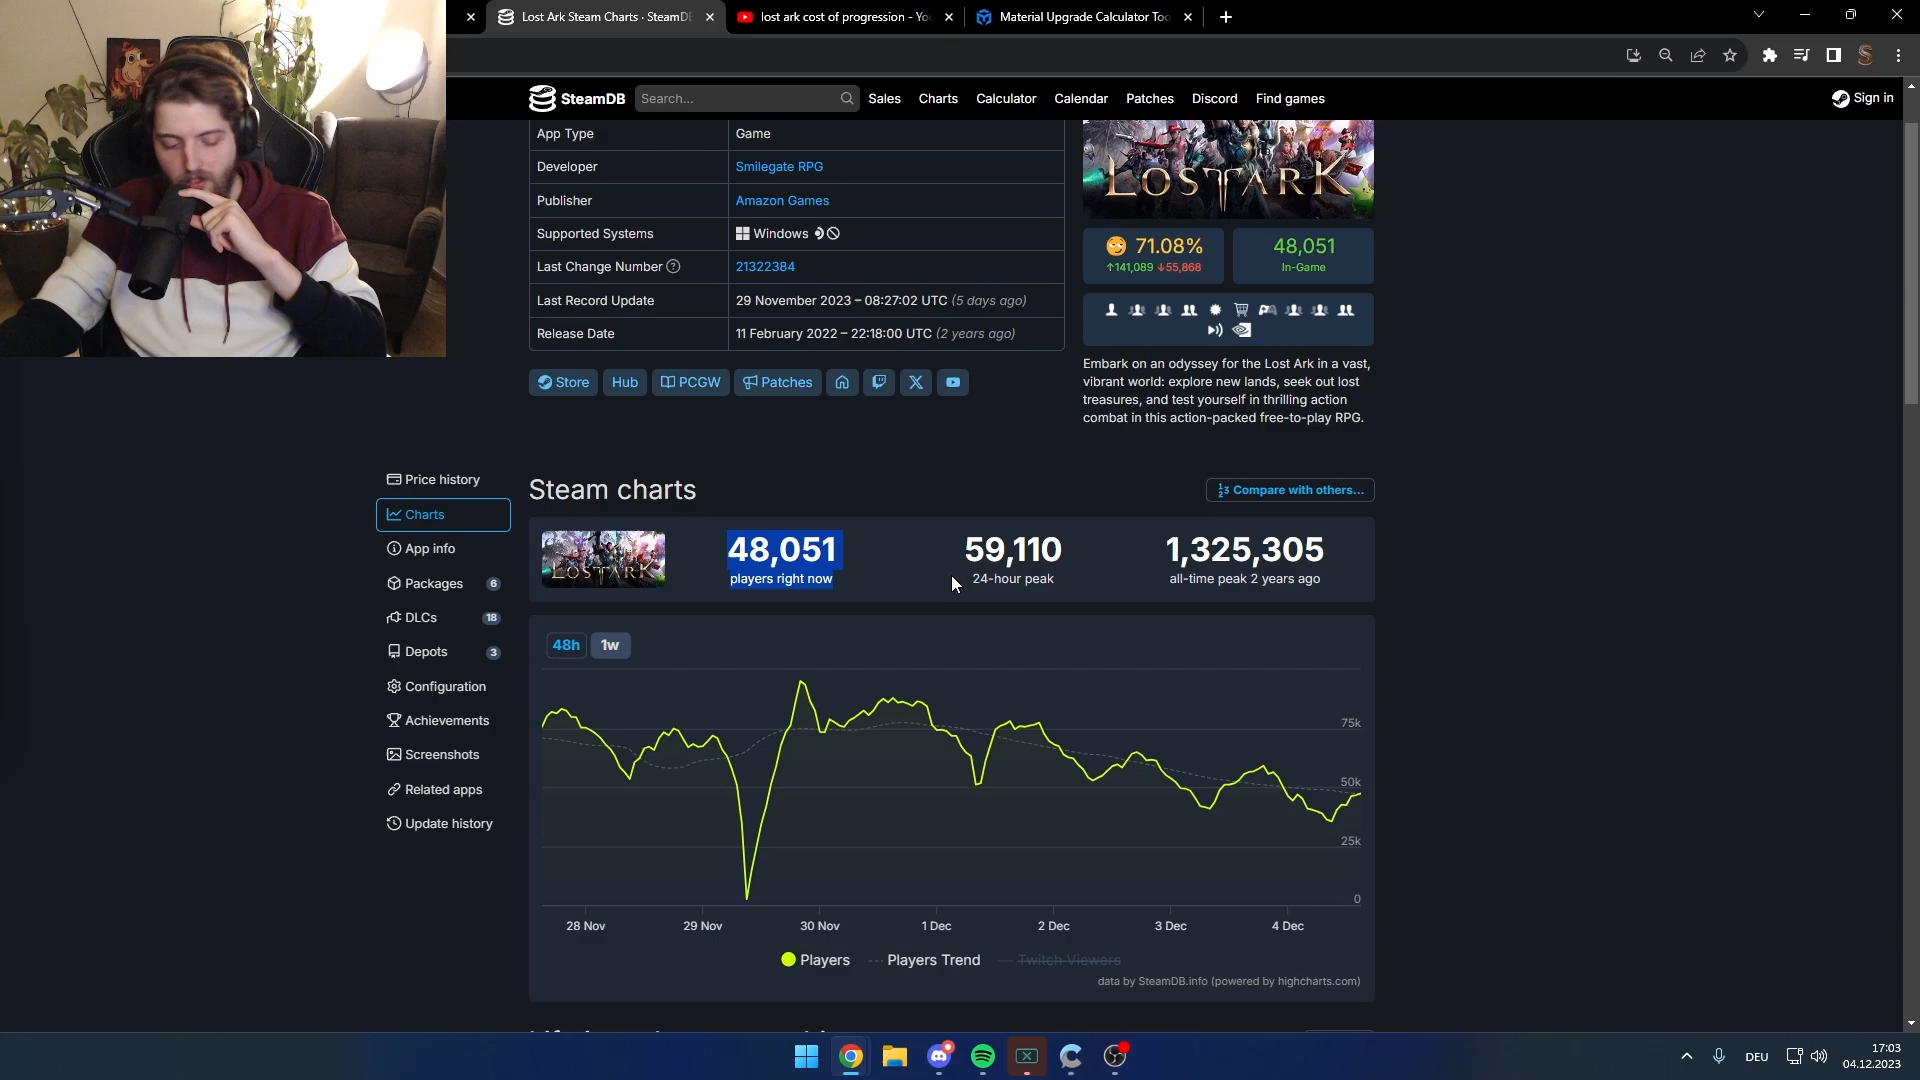 Lost Ark Steam Charts · SteamDB
lost ark cost of progression - Yo
Material Upgrade Calculator Too
SteamDB
Search...
Sales
Charts
Calculator
Calendar
Patches
Discord
Find games
Sign in
App Type
Game
Developer
Smilegate RPG
Publisher
Amazon Games
Supported Systems
Windows
Last Change Number ?
21322384
Last Record Update
29 November 2023 – 08:27:02 UTC (5 days ago)
Release Date
11 February 2022 – 22:18:00 UTC (2 years ago)
Store
Hub
PCGW
Patches
LOST ARK
71.08%
↑141,089 ↓55,868
48,051
In-Game
Embark on an odyssey for the Lost Ark in a vast,
vibrant world: explore new lands, seek out lost
treasures, and test yourself in thrilling action
combat in this action-packed free-to-play RPG.
Price history
Charts
App info
Packages 6
DLCs 18
Depots 3
Configuration
Achievements
Screenshots
Related apps
Update history
Steam charts
Compare with others...
LOST ARK
48,051
players right now
59,110
24-hour peak
1,325,305
all-time peak 2 years ago
48h
1w
75k
50k
25k
0
28 Nov
29 Nov
30 Nov
1 Dec
2 Dec
3 Dec
4 Dec
Players
Players Trend
Twitch Viewers
data by SteamDB.info (powered by highcharts.com)
DEU
17:03
04.12.2023